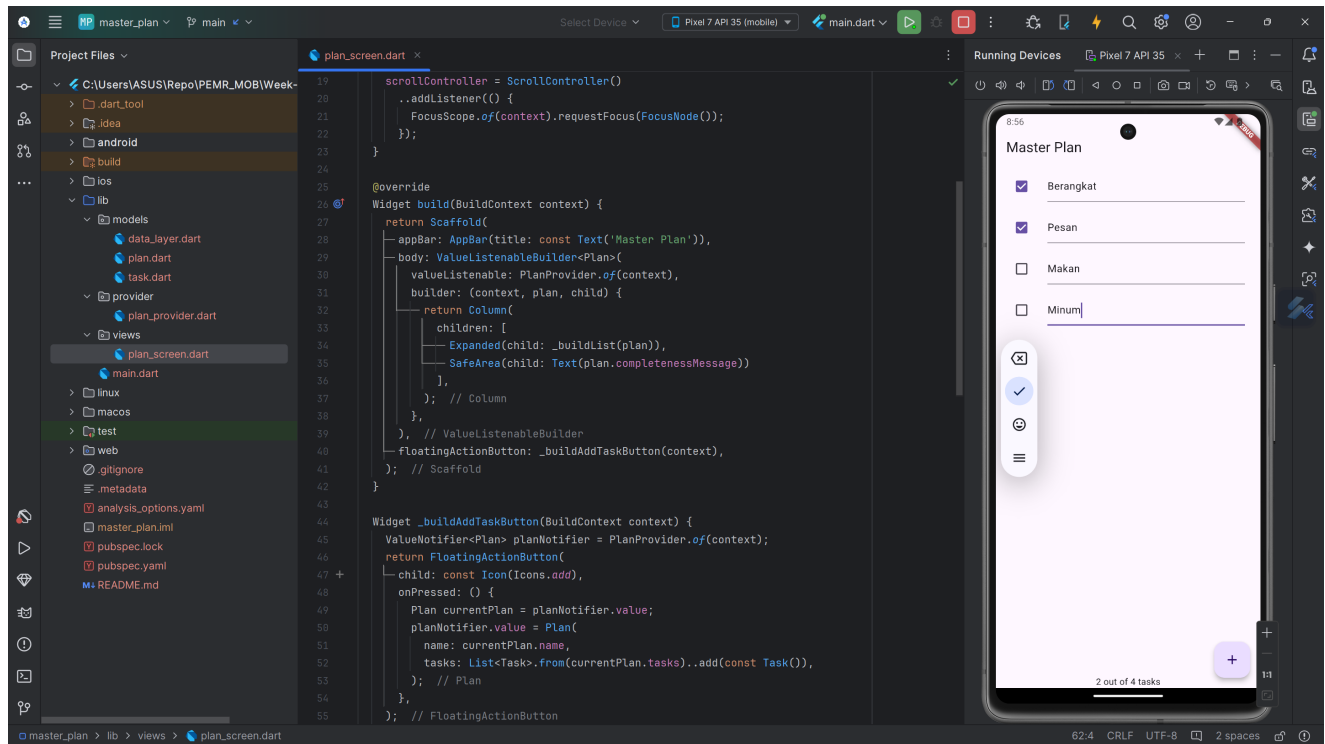 MP master_plan
main
Select Device
Pixel 7 API 35 (mobile)
main.dart
Project Files
plan_screen.dart
Running Devices
Pixel 7 API 35
C:\Users\ASUS\Repo\PEMR_MOB\Week-
.dart_tool
.idea
android
build
ios
lib
models
data_layer.dart
plan.dart
task.dart
provider
plan_provider.dart
views
plan_screen.dart
main.dart
linux
macos
test
web
.gitignore
.metadata
analysis_options.yaml
master_plan.iml
pubspec.lock
pubspec.yaml
README.md
19 scrollController = ScrollController()
20 ..addListener(() {
21 FocusScope.of(context).requestFocus(FocusNode());
22 });
23 }
24
25 @override
26 Widget build(BuildContext context) {
27 return Scaffold(
28 appBar: AppBar(title: const Text('Master Plan')),
29 body: ValueListenableBuilder<Plan>(
30 valueListenable: PlanProvider.of(context),
31 builder: (context, plan, child) {
32 return Column(
33 children: [
34 Expanded(child: _buildList(plan)),
35 SafeArea(child: Text(plan.completenessMessage))
36 ],
37 ); // Column
38 },
39 ), // ValueListenableBuilder
40 floatingActionButton: _buildAddTaskButton(context),
41 ); // Scaffold
42 }
43
44 Widget _buildAddTaskButton(BuildContext context) {
45 ValueNotifier<Plan> planNotifier = PlanProvider.of(context);
46 return FloatingActionButton(
47 child: const Icon(Icons.add),
48 onPressed: () {
49 Plan currentPlan = planNotifier.value;
50 planNotifier.value = Plan(
51 name: currentPlan.name,
52 tasks: List<Task>.from(currentPlan.tasks)..add(const Task()),
53 ); // Plan
54 },
55 ); // FloatingActionButton
8:56
Master Plan
Berangkat
Pesan
Makan
Minum
2 out of 4 tasks
1:1
master_plan > lib > views > plan_screen.dart
62:4 CRLF UTF-8 2 spaces